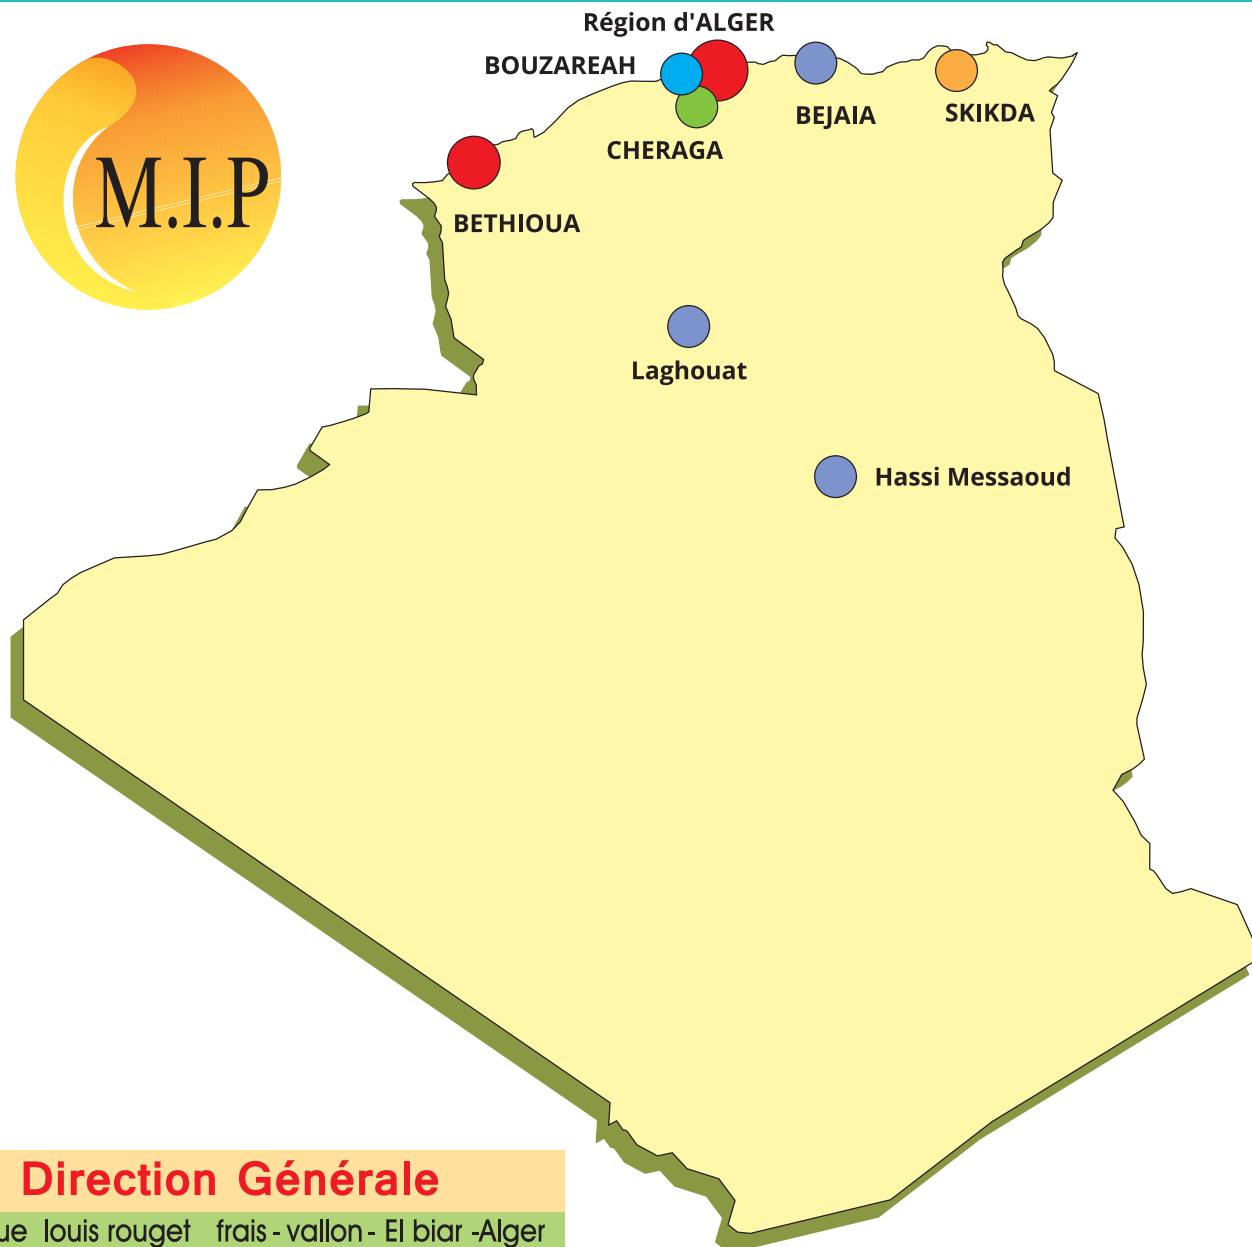 Région d'ALGER
BOUZAREAH
CHERAGA
BEJAIA
SKIKDA
M.I.P
BETHIOUA
Laghouat
Hassi Messaoud
Direction Générale
louis rouget frais - vallon - El biar -Alger